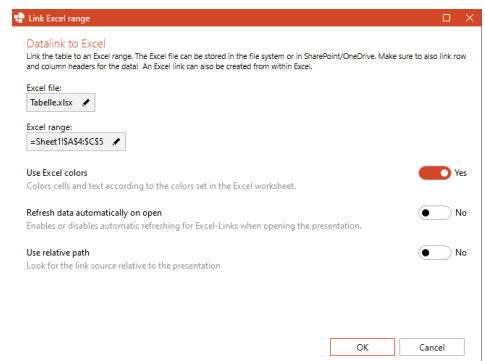 Link Excel range
Datalink to Excel
Link the table to an Excel range. The Excel file can be stored in the file system or in SharePoint/OneDrive. Make sure to also link row
and column headers for the data! An Excel link can also be created from within Excel.
Excel file:
Tabelle.xlsx
Excel range:
=Sheet1!$A$4:$C$5
Use Excel colors
Yes
Colors cells and text according to the colors set in the Excel worksheet.
Refresh data automatically on open
No
Enables or disables automatic refreshing for Excel-Links when opening the presentation.
Use relative path
No
Look for the link source relative to the presentation
OK
Cancel